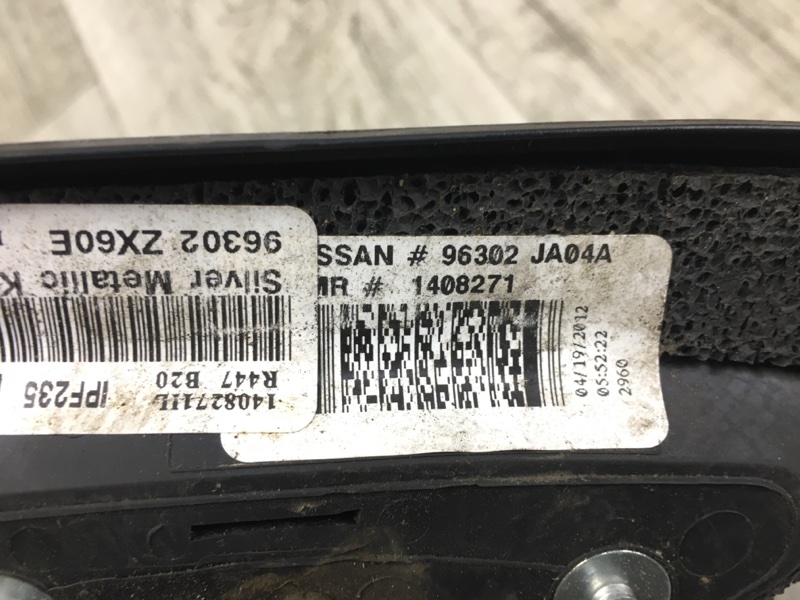 SSAN # 96302 JA04A
MR # 1408271
04/19/2012
05:52:22
2960
96302 ZX60E
Silver Metallic K
R447 B20
IPF235